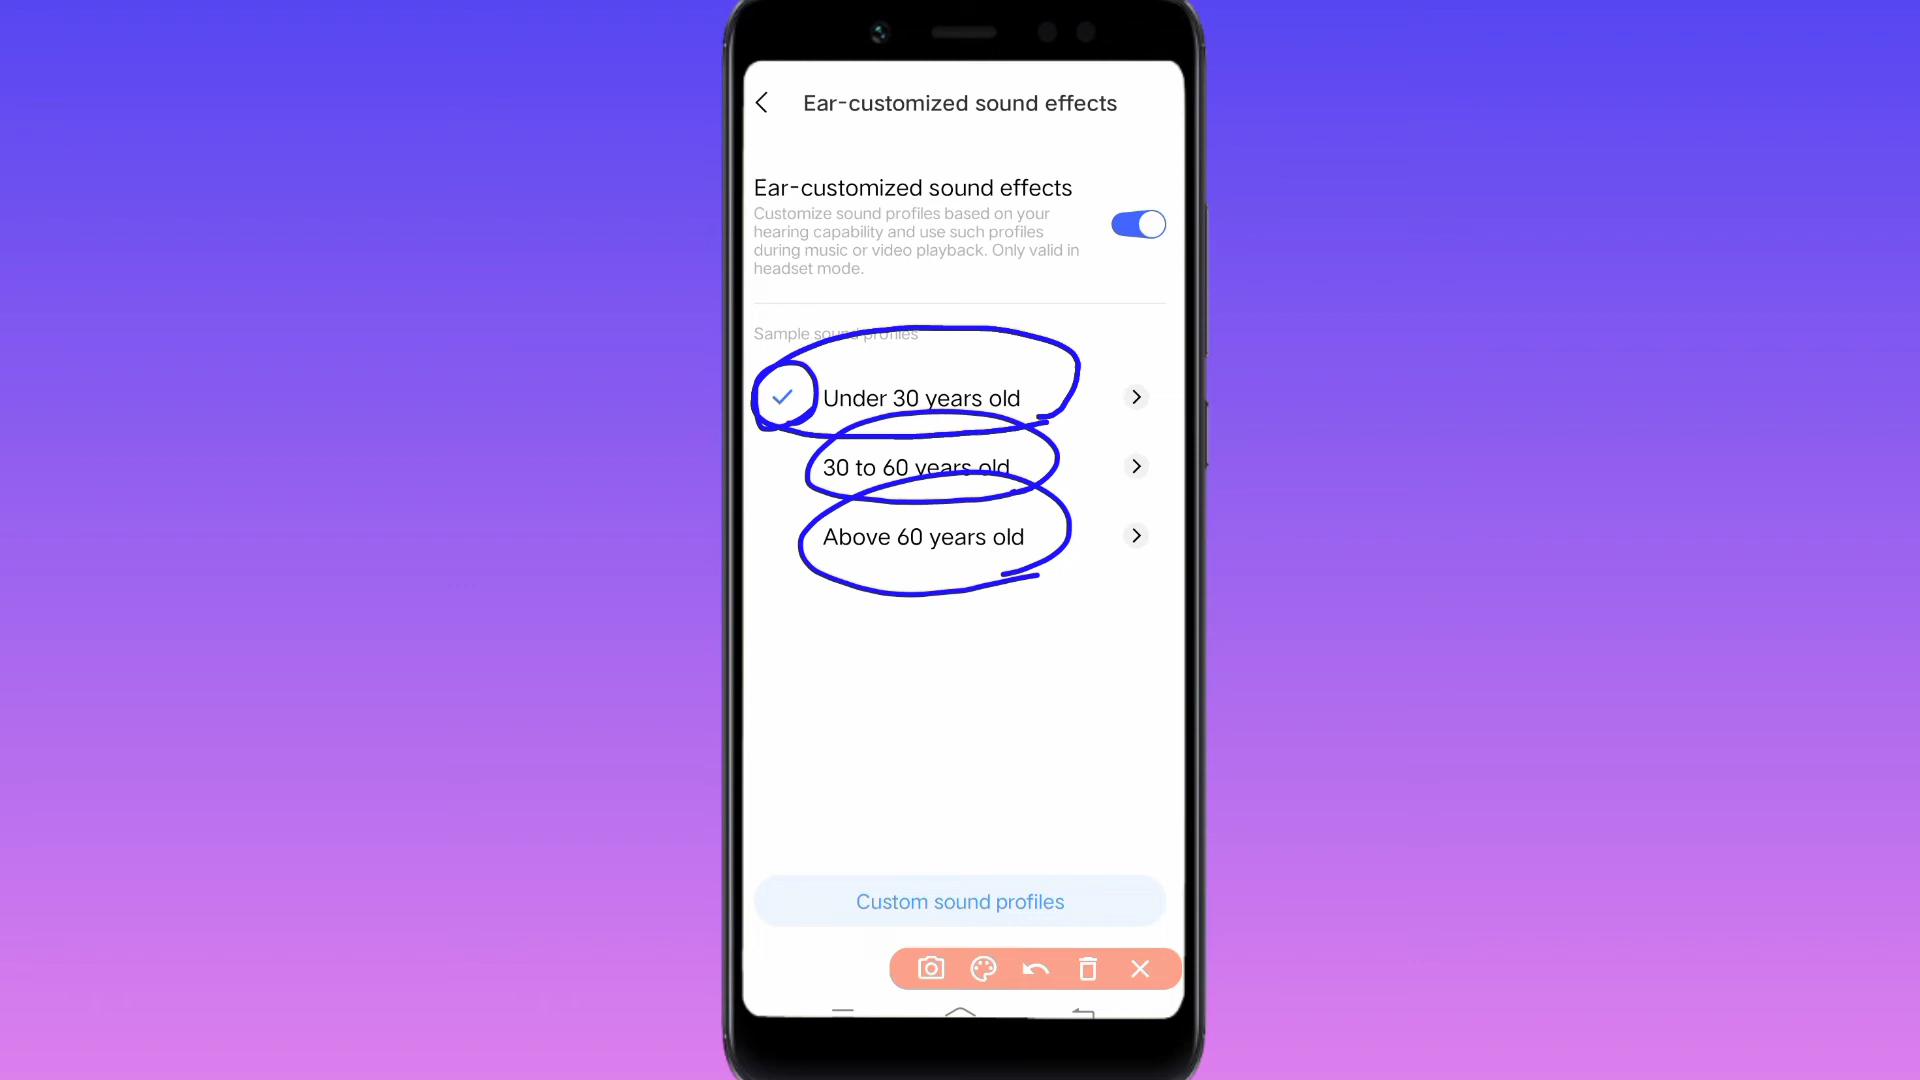 Ear-customized sound effects
Ear-customized sound effects
Customize sound profiles based on your
hearing capability and use such profiles
during music or video playback. Only valid in
headset mode.
Sample sound profiles
Under 30 years old
30 to 60 years old
Above 60 years old
Custom sound profiles